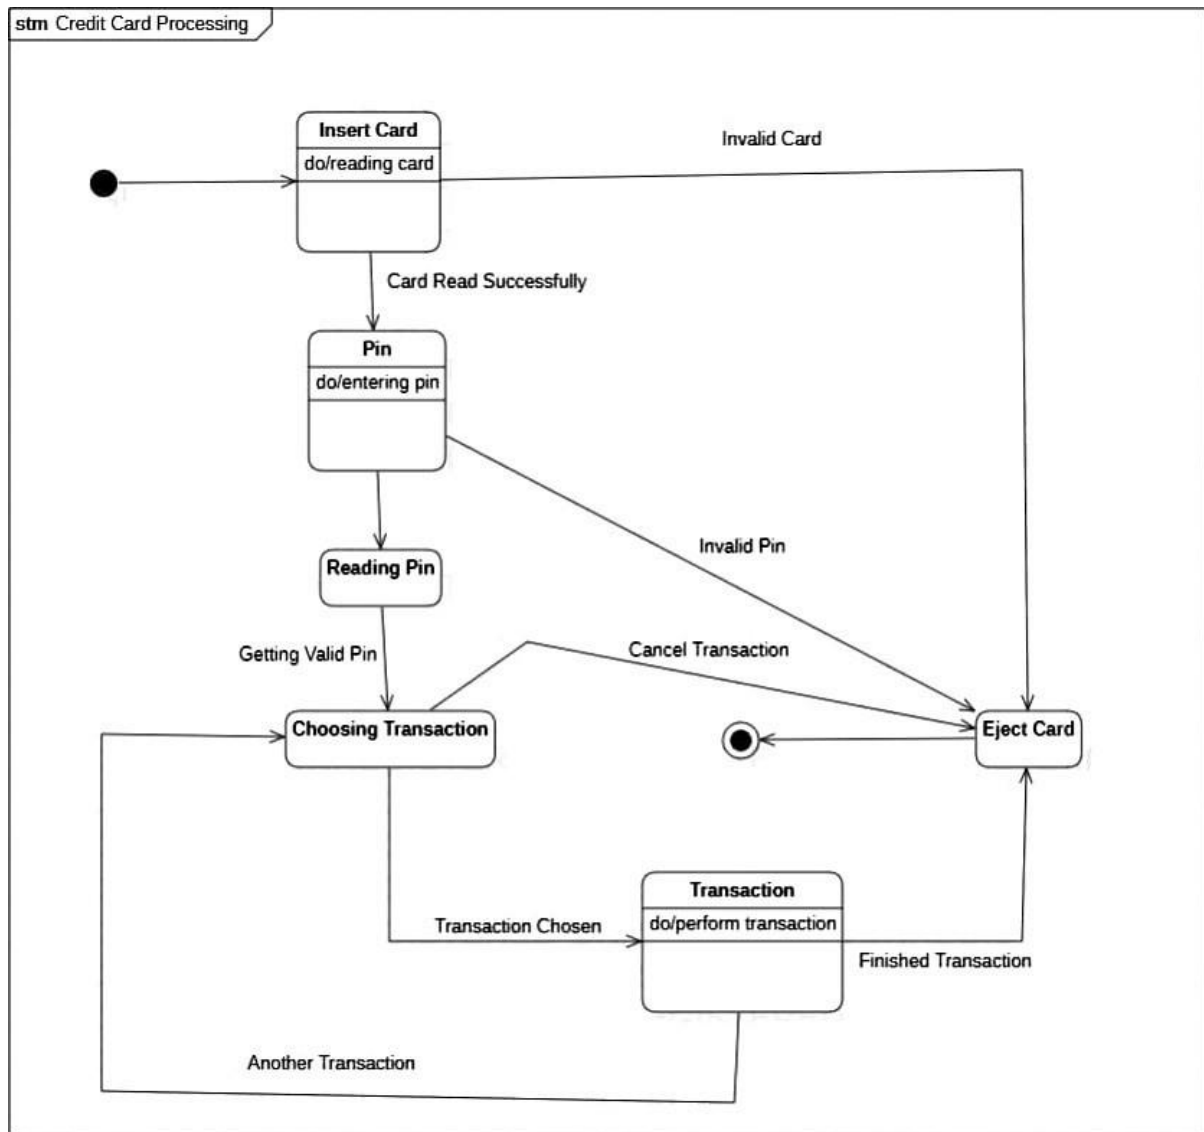 stm Credit Card Processing
Insert Card
do/reading card
Invalid Card
Card Read Successfully
Pin
do/entering pin
Invalid Pin
Reading Pin
Getting Valid Pin
Cancel Transaction
Choosing Transaction
Eject Card
Transaction
do/perform transaction
Transaction Chosen
Finished Transaction
Another Transaction